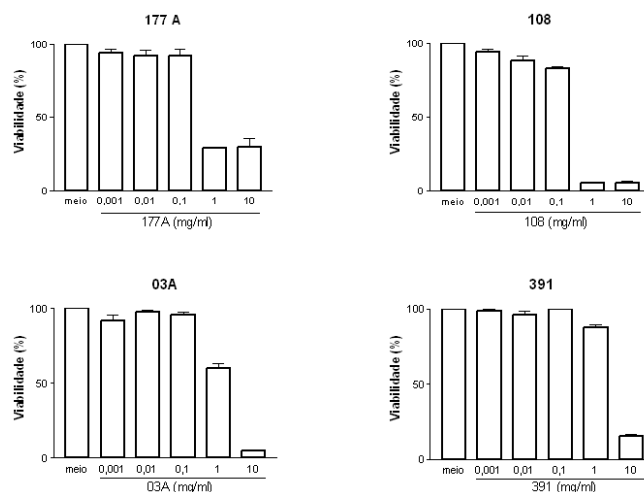 177 A
108
Viabilidade (%)
100
50
0
meio 0,001 0,01 0,1 1 10
177A (mg/ml)
Viabilidade (%)
100
50
0
meio 0,001 0,01 0,1 1 10
108 (mg/ml)
03A
391
Viabilidade (%)
100
50
0
meio 0,001 0,01 0,1 1 10
03A (mg/ml)
Viabilidade (%)
100
50
0
meio 0,001 0,01 0,1 1 10
391 (mg/ml)